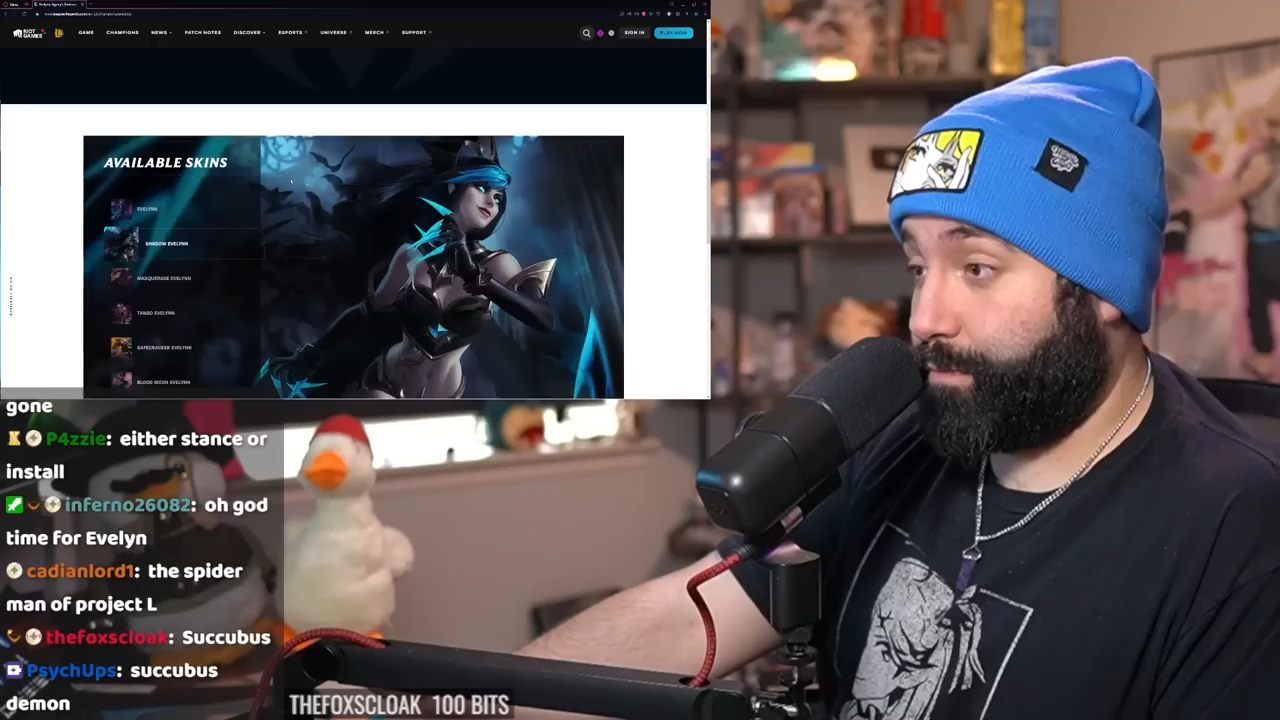 RIOT GAMES
GAME
CHAMPIONS
NEWS
PATCH NOTES
DISCOVER
ESPORTS
UNIVERSE
MERCH
SUPPORT
SIGN IN
PLAY NOW
AVAILABLE SKINS
EVELYNN
SHADOW EVELYNN
MASQUERADE EVELYNN
TANGO EVELYNN
SAFECRACKER EVELYNN
BLOOD MOON EVELYNN
gone
P4zzie: either stance or
install
inferno26082: oh god
time for Evelyn
cadianlord1: the spider
man of project L
thefoxscloak: Succubus
PsychUps: succubus
demon
THEFOXSCLOAK 100 BITS